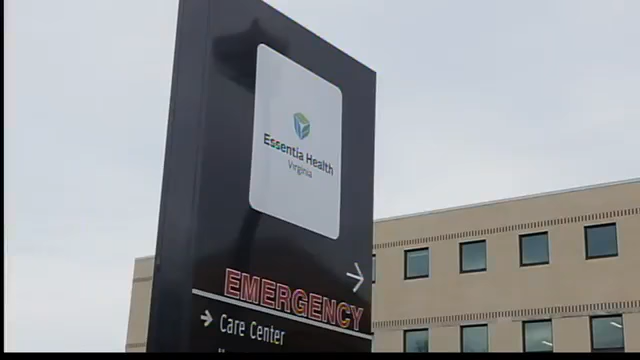 Essentia Health
Virginia
EMERGENCY
Care Center